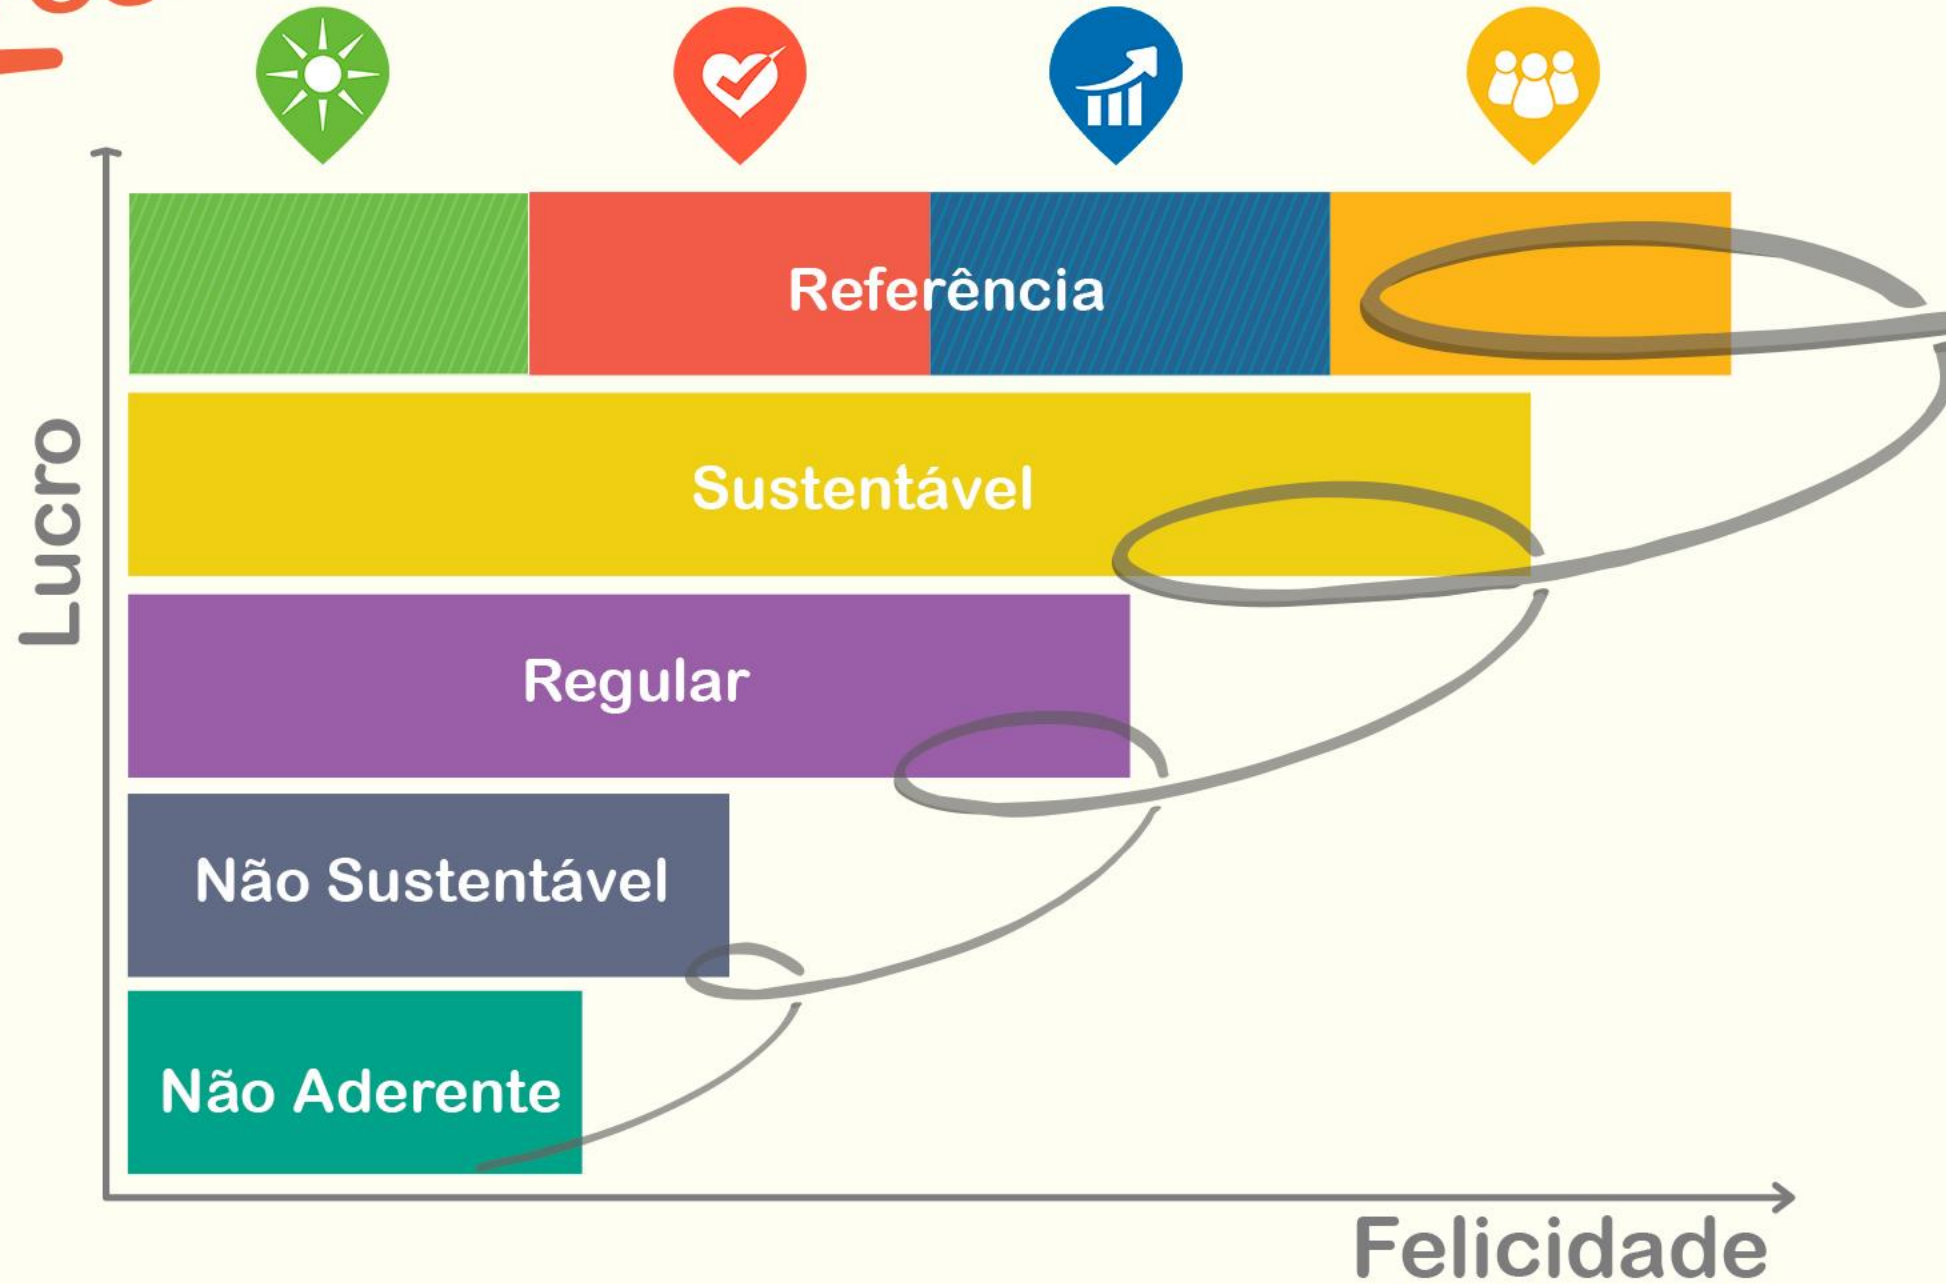 Referência
Sustentável
Lucro
Regular
Não Sustentável
Não Aderente
Felicidade